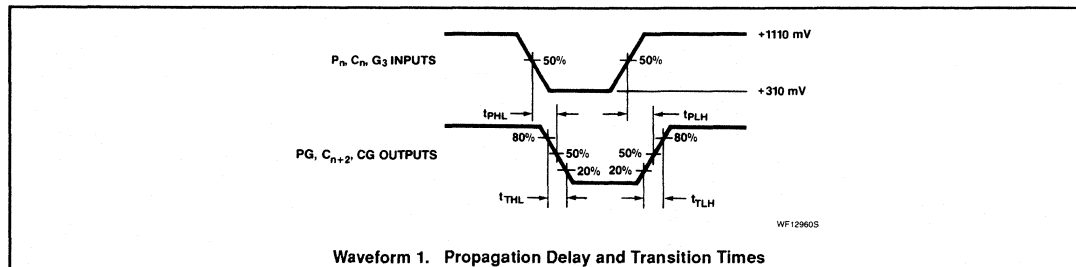 +1110 mV
Pn, Cn, G3 INPUTS
50%
50%
+310 mV
tPHL
tPLH
80%
80%
PG, Cn+2, CG OUTPUTS
50%
50%
20%
20%
tTHL
tTLH
WF12960S
Waveform 1. Propagation Delay and Transition Times